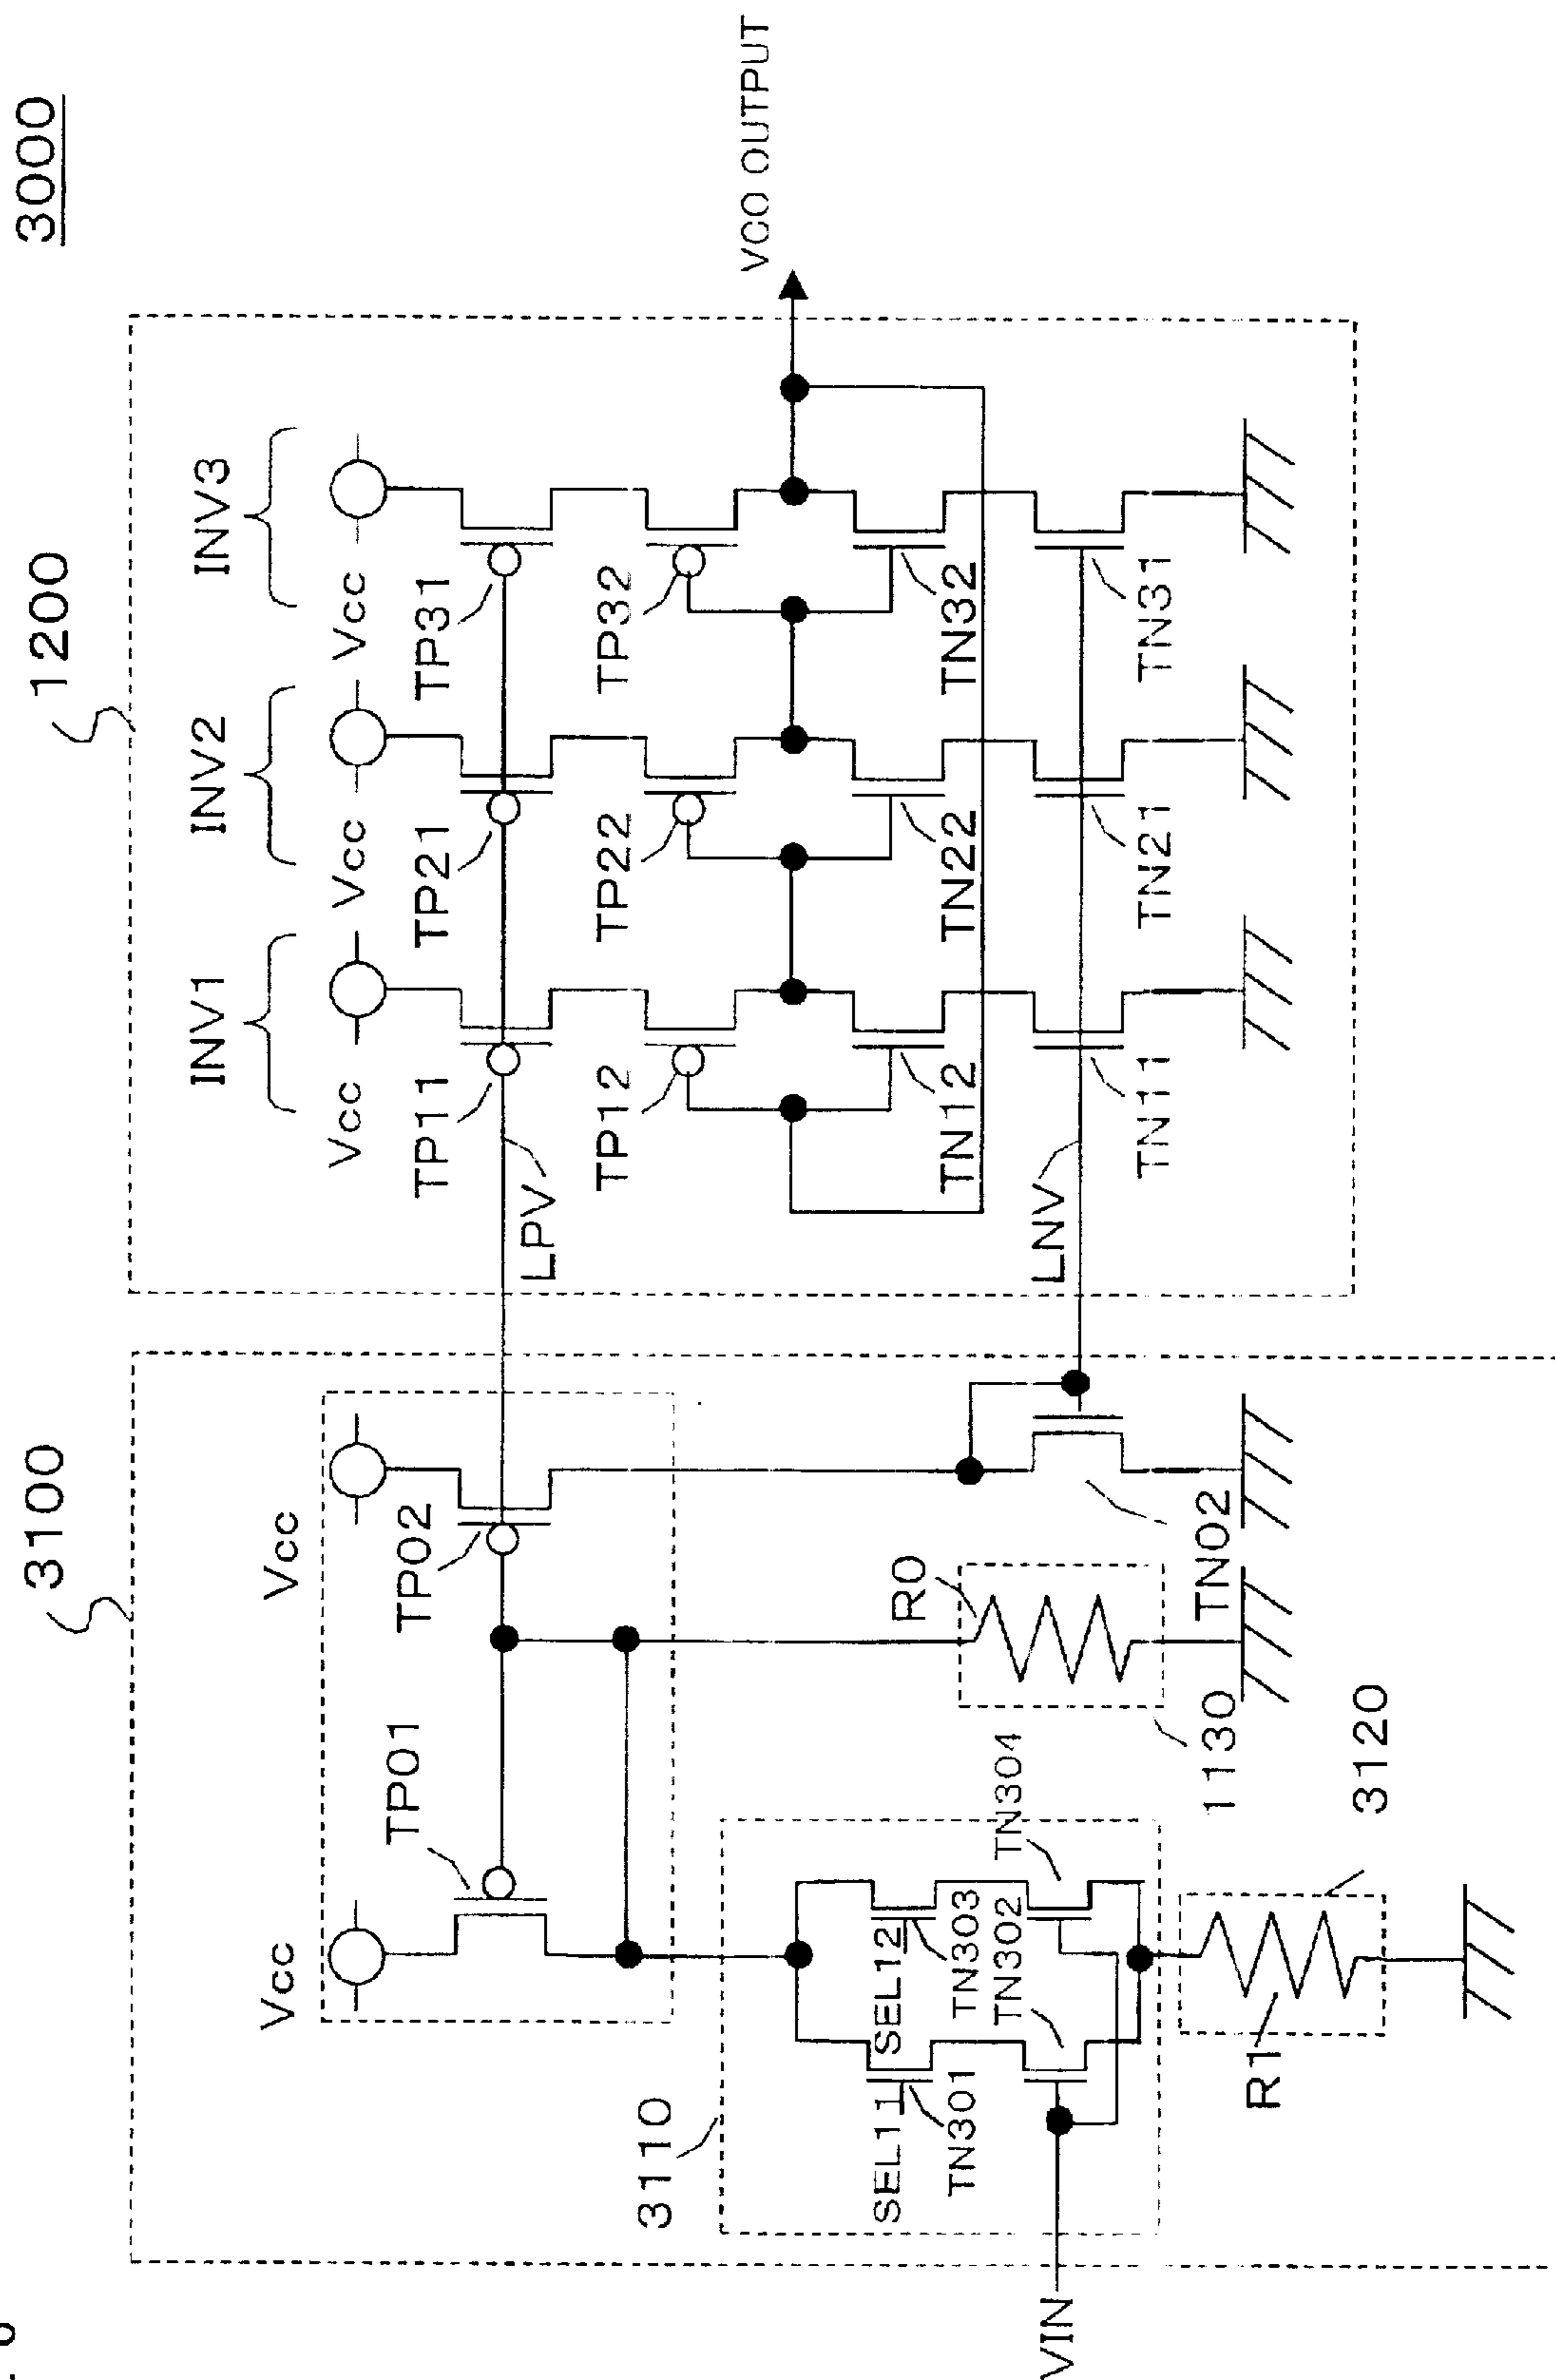 3000
3100
1200
INV1
INV2
INV3
Vcc
Vcc
Vcc
Vcc
Vcc
TP01
TP02
TP11
TP21
TP31
LPV
TP12
TP22
TP32
VCO OUTPUT
3110
SEL11
SEL12
TN301
TN303
TN302
TN304
R0
TN12
TN22
TN32
LNV
VIN
TN02
TN11
TN21
TN31
1130
R1
3120